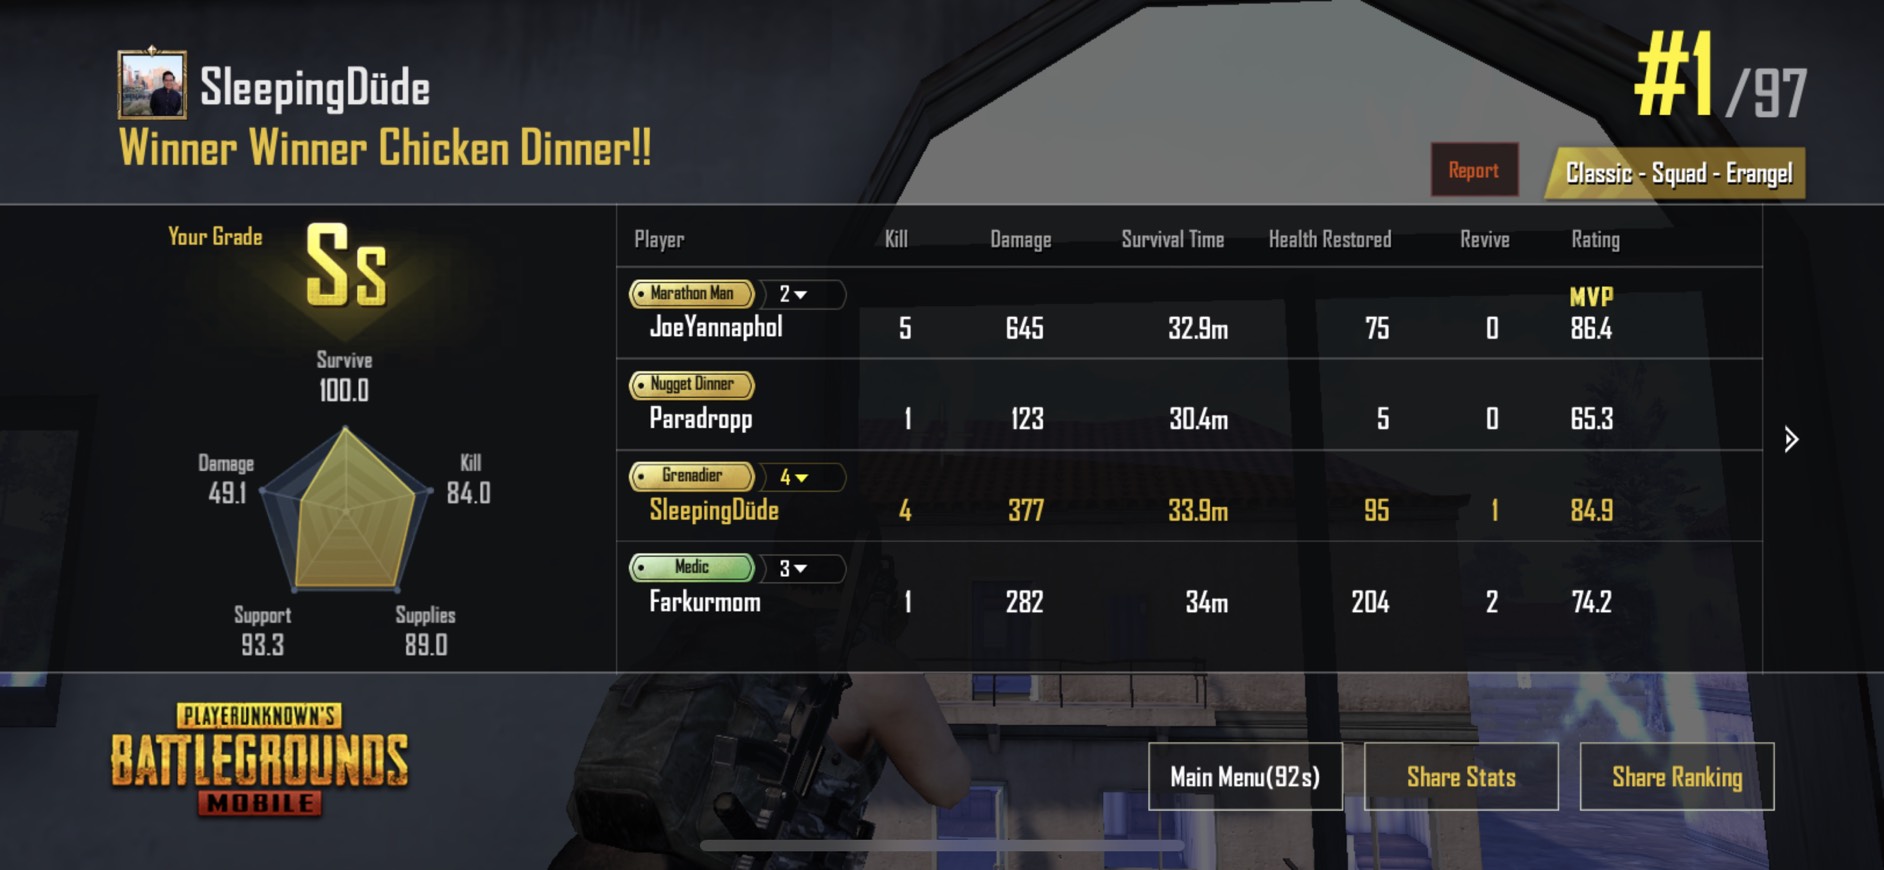 SleepingDüde
Winner Winner Chicken Dinner!!
#1/97
Report
Classic - Squad - Erangel
Your Grade
Ss
Survive
100.0
Damage
49.1
Kill
84.0
Support
93.3
Supplies
89.0
Player Kill Damage Survival Time Health Restored Revive Rating
Marathon Man 2 MVP
JoeYannaphol 5 645 32.9m 75 0 86.4
Nugget Dinner
Paradropp 1 123 30.4m 5 0 65.3
Grenadier 4
SleepingDüde 4 377 33.9m 95 1 84.9
Medic 3
Farkurmom 1 282 34m 204 2 74.2
PLAYERUNKNOWN'S
BATTLEGROUNDS
MOBILE
Main Menu(92s) Share Stats Share Ranking